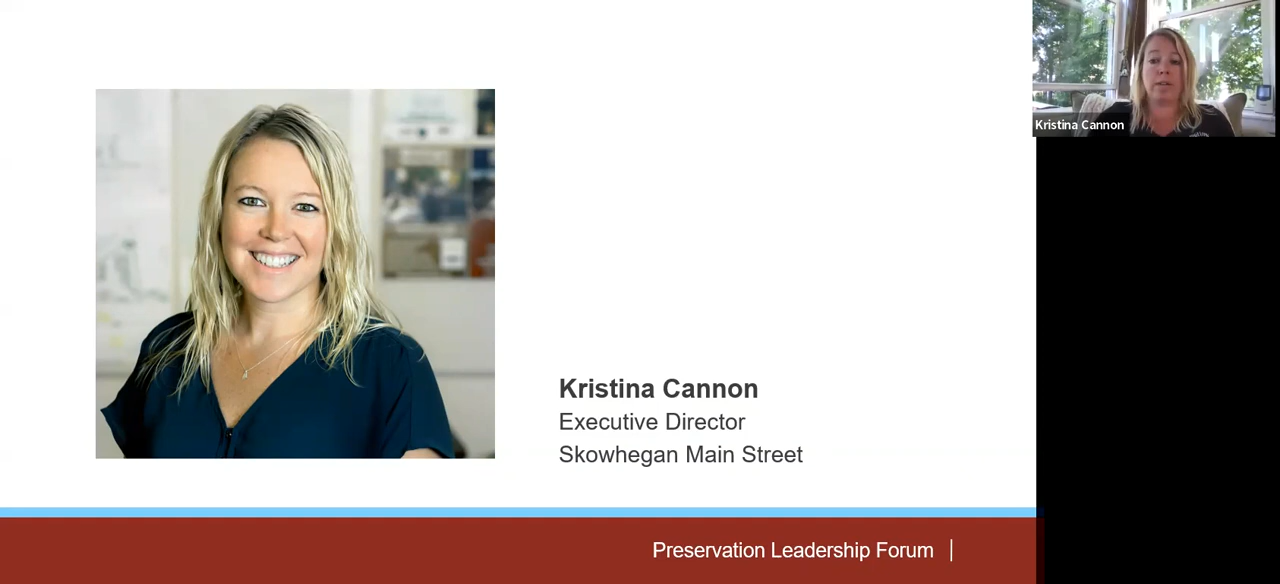 Kristina Cannon
Kristina Cannon
Executive Director
Skowhegan Main Street
Preservation Leadership Forum